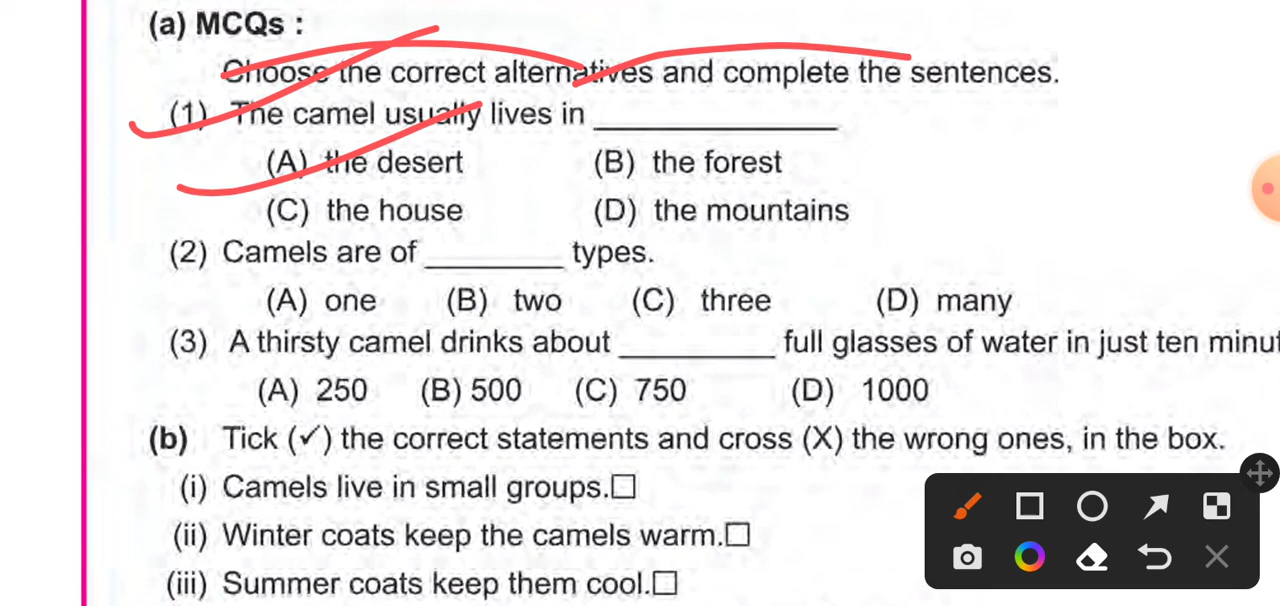 (a) MCQs :
Choose the correct alternatives and complete the sentences.
(1) The camel usually lives in ____________
(A) the desert (B) the forest
(C) the house (D) the mountains
(2) Camels are of ________ types.
(A) one (B) two (C) three (D) many
(3) A thirsty camel drinks about _________ full glasses of water in just ten minut
(A) 250 (B) 500 (C) 750 (D) 1000
(b) Tick (✓) the correct statements and cross (X) the wrong ones, in the box.
(i) Camels live in small groups.☐
(ii) Winter coats keep the camels warm.☐
(iii) Summer coats keep them cool.☐